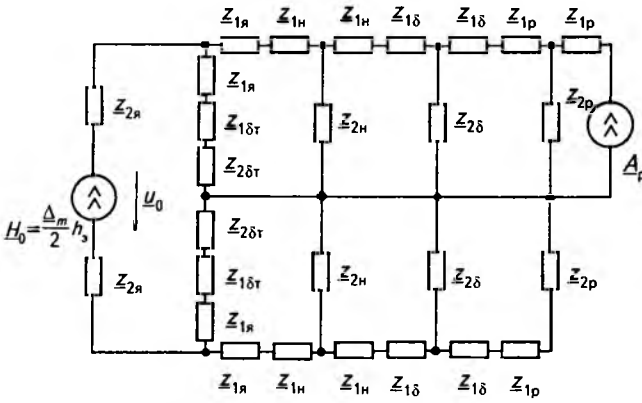 z₁я z₁н z₁н z₁δ z₁δ z₁р z₁р
z₁я
z₂я z₁δт z₂н z₂δ z₂р
z₂δт Aр
u₀
z₂δт
H₀ = Δₘ/2 hₔ
z₁δт z₂н z₂δ z₂р
z₂я
z₁я
z₁я z₁н z₁н z₁δ z₁δ z₁р